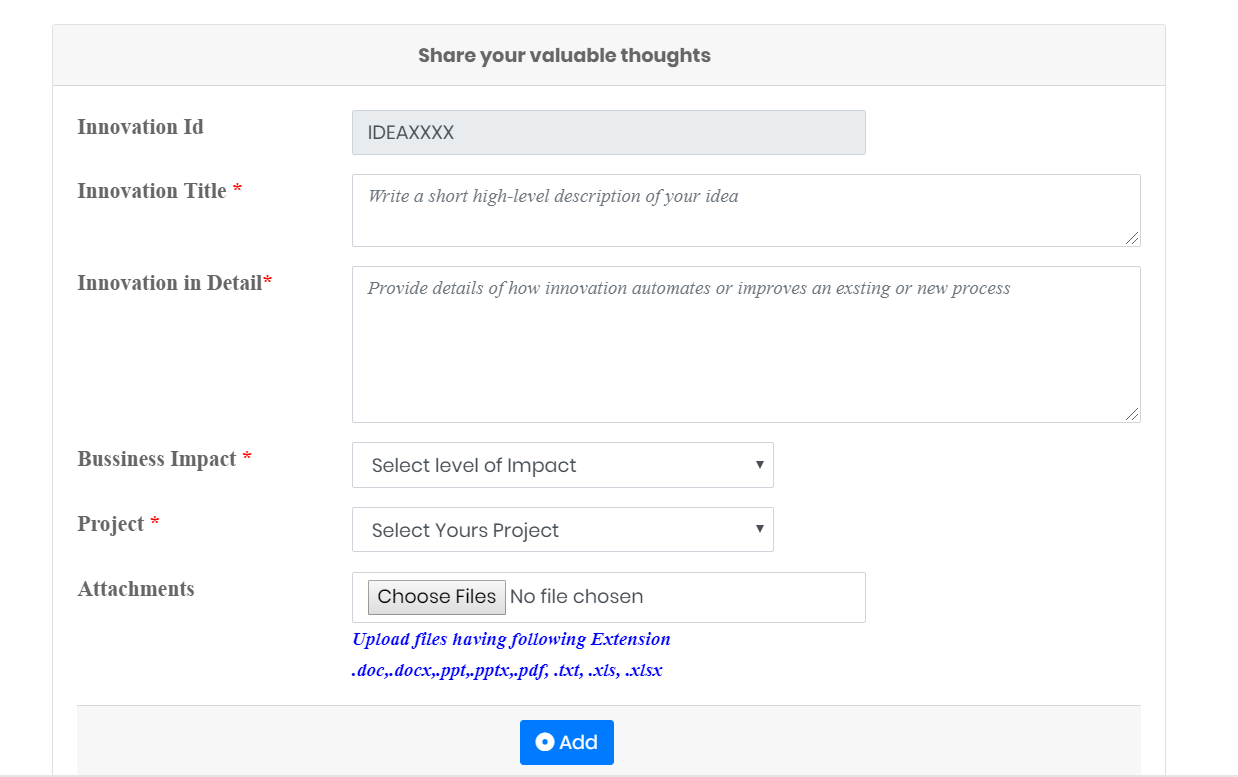 Share your valuable thoughts
Innovation Id
IDEAXXXX
Innovation Title *
Write a short high-level description of your idea
Innovation in Detail*
Provide details of how innovation automates or improves an exsting or new process
Bussiness Impact *
Select level of Impact
Project *
Select Yours Project
Attachments
Choose Files No file chosen
Upload files having following Extension
.doc,.docx,.ppt,.pptx,.pdf, .txt, .xls, .xlsx
Add